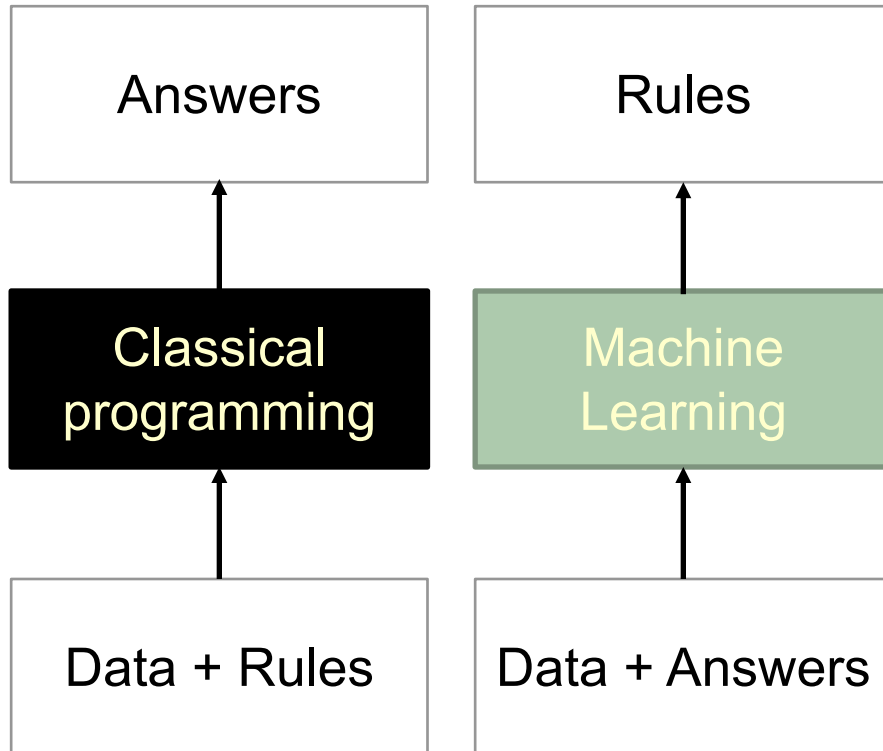 Answers
Rules
Classical
programming
Machine
Learning
Data + Rules
Data + Answers